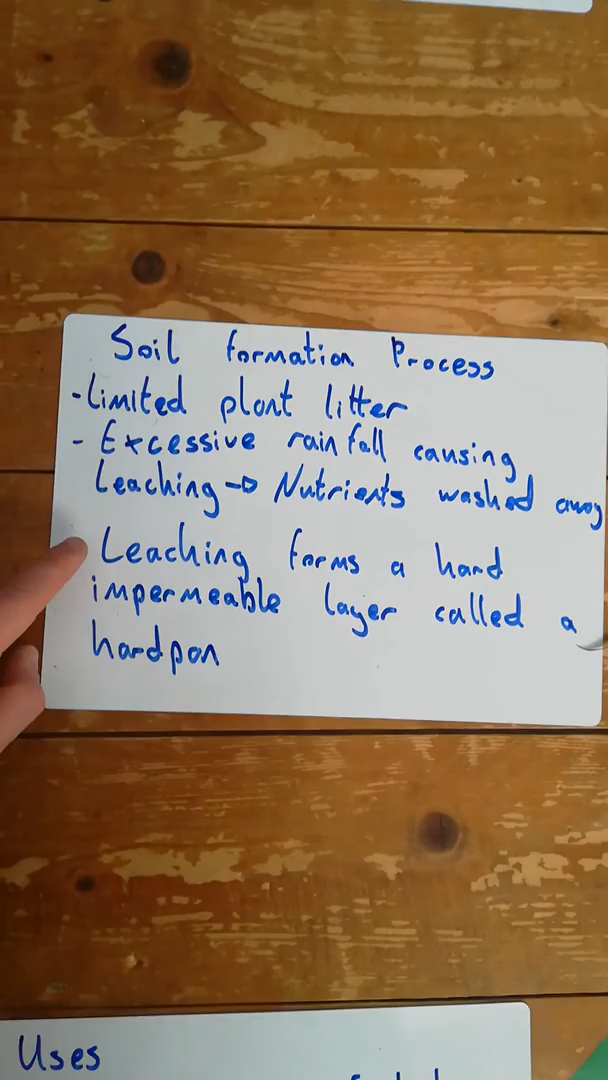 Soil formation Process
- Limited plant litter
- Excessive rainfall causing
Leaching → Nutrients washed away
Leaching forms a hard
impermeable layer called a
hardpan
Uses